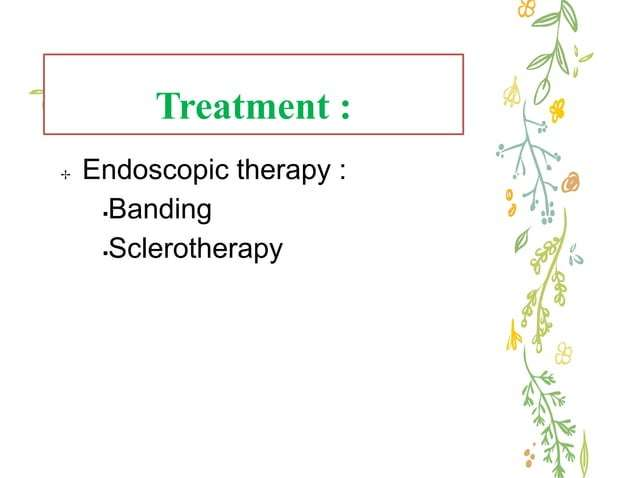 Treatment :
Endoscopic therapy :
▪Banding
▪Sclerotherapy